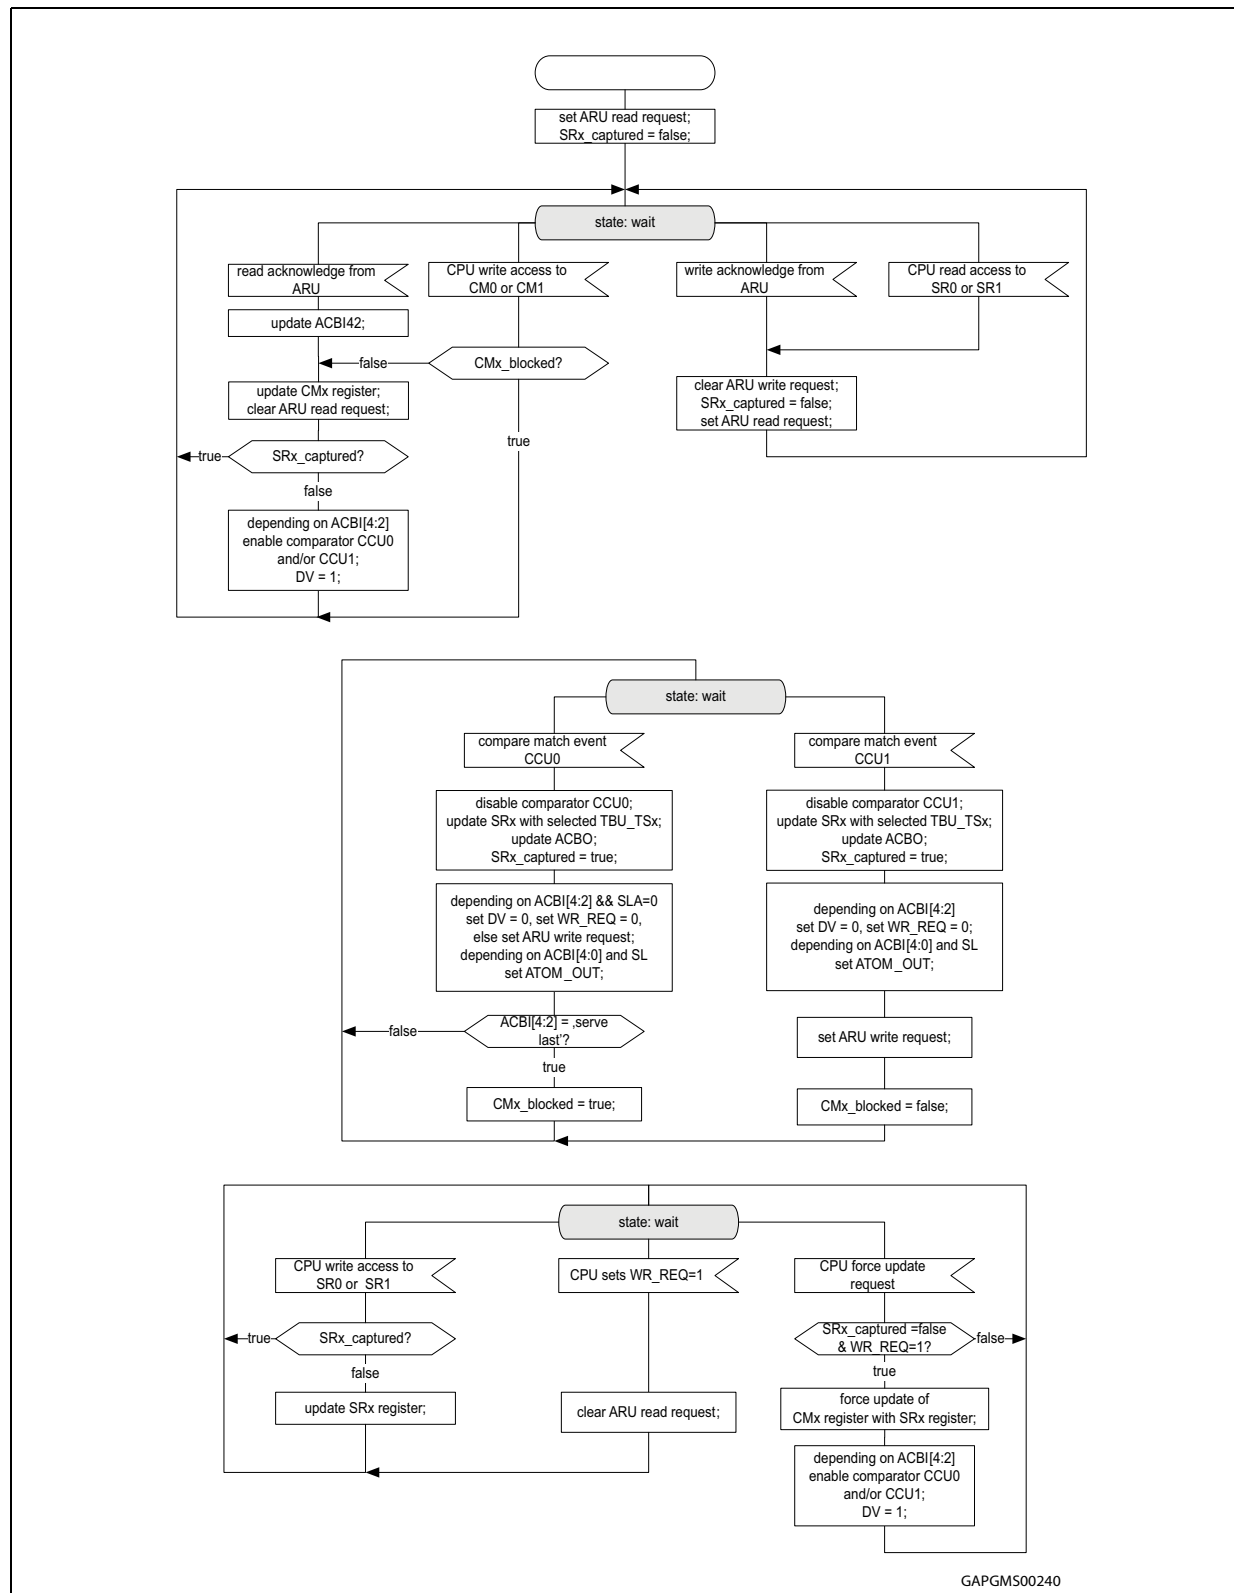 set ARU read request;
SRx_captured = false;
state: wait
read acknowledge from
ARU
CPU write access to
CM0 or CM1
write acknowledge from
ARU
CPU read access to
SR0 or SR1
update ACBI42;
false
CMx_blocked?
update CMx register;
clear ARU read request;
clear ARU write request;
SRx_captured = false;
set ARU read request;
true
true
SRx_captured?
false
depending on ACBI[4:2]
enable comparator CCU0
and/or CCU1;
DV = 1;
state: wait
compare match event
CCU0
compare match event
CCU1
disable comparator CCU0;
update SRx with selected TBU_TSx;
update ACBO;
SRx_captured = true;
disable comparator CCU1;
update SRx with selected TBU_TSx;
update ACBO;
SRx_captured = true;
depending on ACBI[4:2] && SLA=0
set DV = 0, set WR_REQ = 0,
else set ARU write request;
depending on ACBI[4:0] and SL
set ATOM_OUT;
depending on ACBI[4:2]
set DV = 0, set WR_REQ = 0;
depending on ACBI[4:0] and SL
set ATOM_OUT;
false
ACBI[4:2] = ‚serve
last’?
set ARU write request;
true
CMx_blocked = true;
CMx_blocked = false;
state: wait
CPU write access to
SR0 or SR1
CPU sets WR_REQ=1
CPU force update
request
true
SRx_captured?
SRx_captured =false
& WR_REQ=1?
false
false
true
update SRx register;
clear ARU read request;
force update of
CMx register with SRx register;
depending on ACBI[4:2]
enable comparator CCU0
and/or CCU1;
DV = 1;
GAPGMS00240